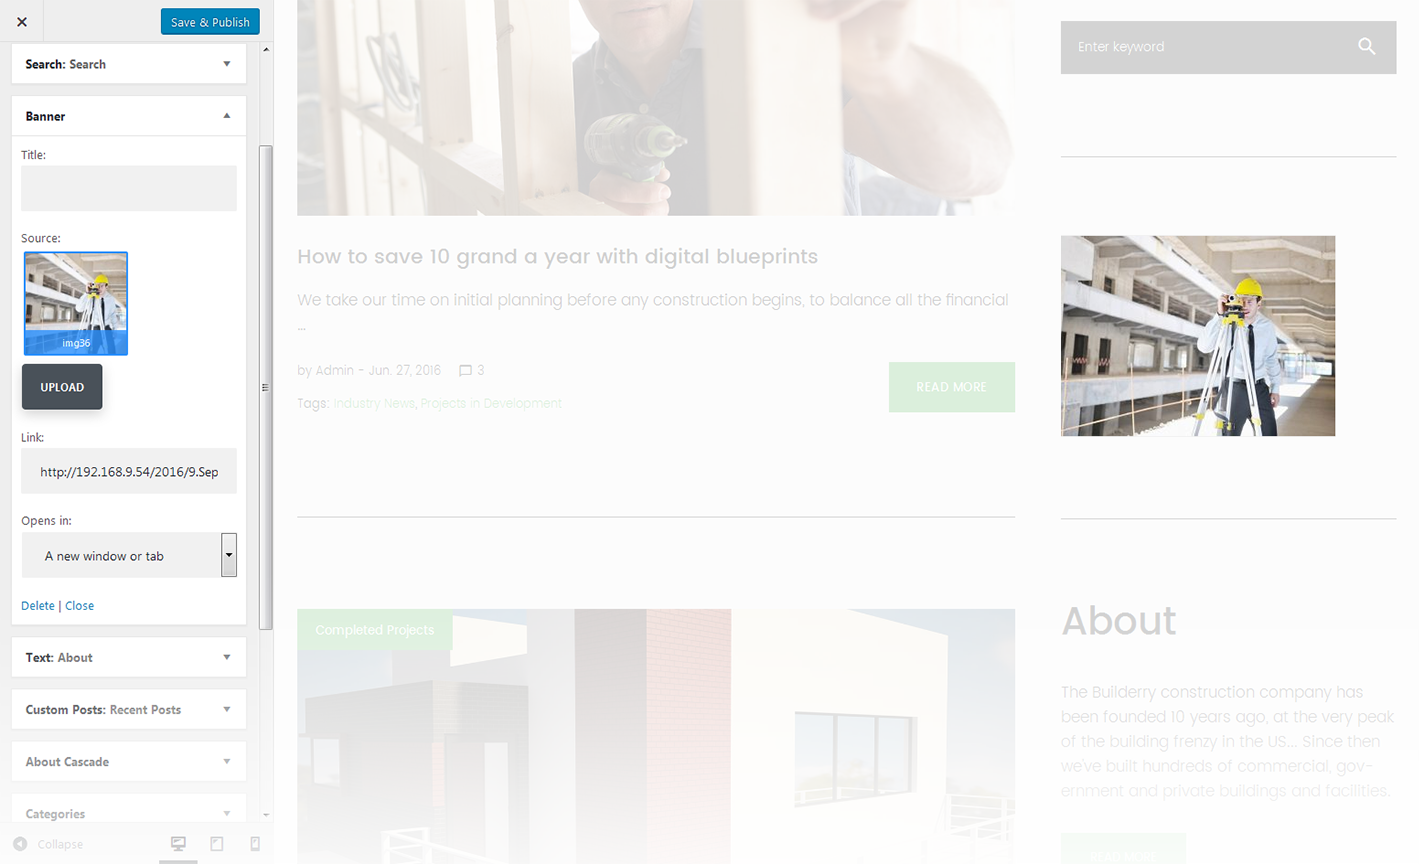 Save & Publish
Search: Search
Banner
Title:
Source:
img36
UPLOAD
Link:
http://192.168.9.54/2016/9.Sep
Opens in:
A new window or tab
Delete | Close
Text: About
Custom Posts: Recent Posts
About Cascade
Categories
Collapse
How to save 10 grand a year with digital blueprints
We take our time on initial planning before any construction begins, to balance all the financial
...
by Admin - Jun. 27, 2016 3
Tags: Industry News, Projects in Development
READ MORE
Completed Projects
Enter keyword
About
The Builderry construction company has
been founded 10 years ago, at the very peak
of the building frenzy in the US... Since then
we've built hundreds of commercial, gov-
ernment and private buildings and facilities.
READ MORE